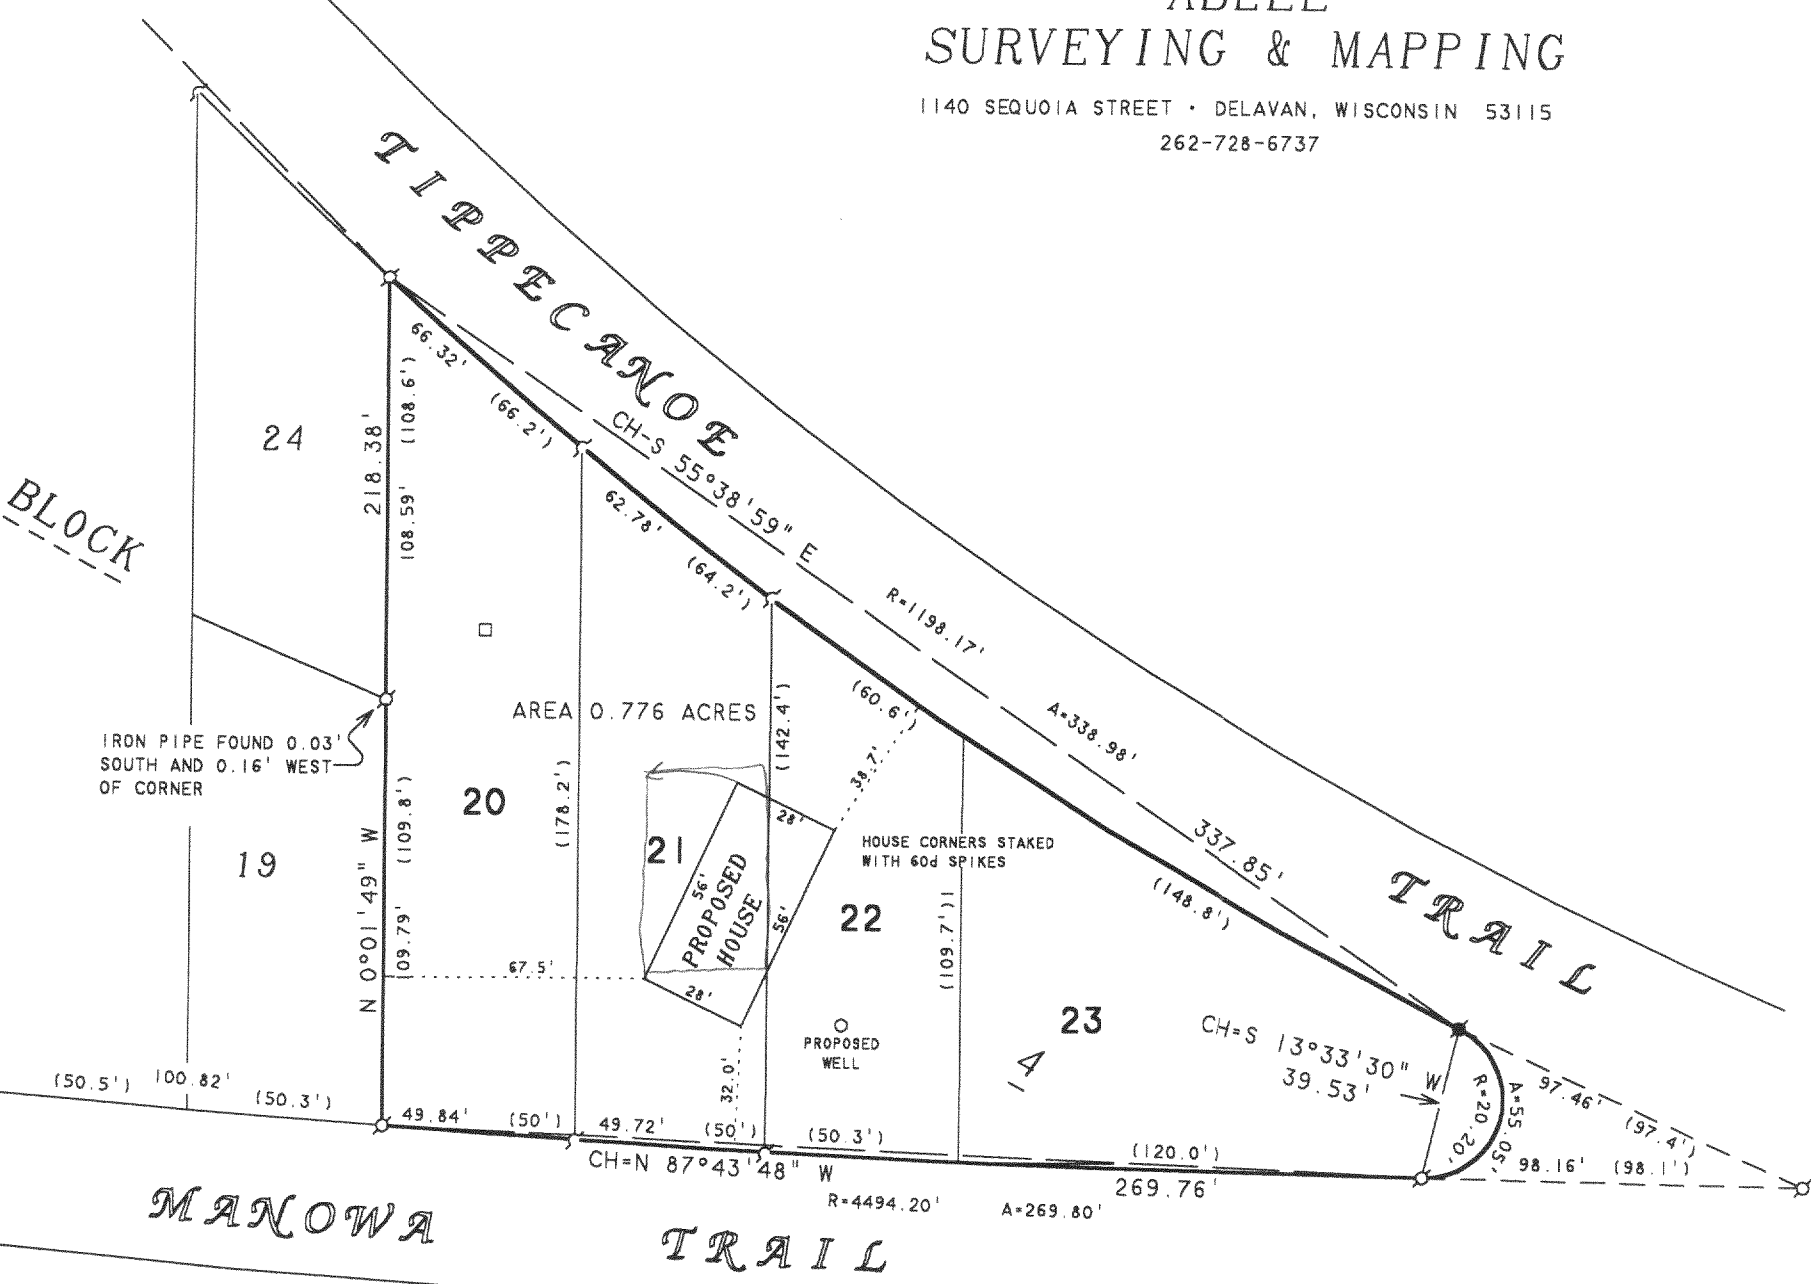 SURVEYING & MAPPING
1140 SEQUOIA STREET • DELAVAN, WISCONSIN 53115
262-728-6737
TIPPECANOE
TRAIL
66.32'
(66.2')
CH-S 55°38'59" E
337.85'
R=1198.17'
A=338.98'
62.78'
(64.2')
(60.6')
(148.8')
24
BLOCK
218.38'
N 0°01'49" W
(108.6')
108.59'
IRON PIPE FOUND 0.03'
SOUTH AND 0.16' WEST
OF CORNER
(109.8')
109.79'
19
20
AREA 0.776 ACRES
(178.2')
(142.4')
21
28'
56'
PROPOSED
HOUSE
56'
28'
38.7'
67.5'
32.0'
HOUSE CORNERS STAKED
WITH 60d SPIKES
22
(109.7')
PROPOSED
WELL
23
4
CH=S 13°33'30" W
39.53'
R=20.20'
A=55.05'
97.46'
(97.4')
98.16' (98.1')
(50.5')
100.82'
(50.3')
49.84'
(50')
49.72'
(50')
(50.3')
(120.0')
CH=N 87°43'48" W
269.76'
R=4494.20'
A=269.80'
MANOWA
TRAIL